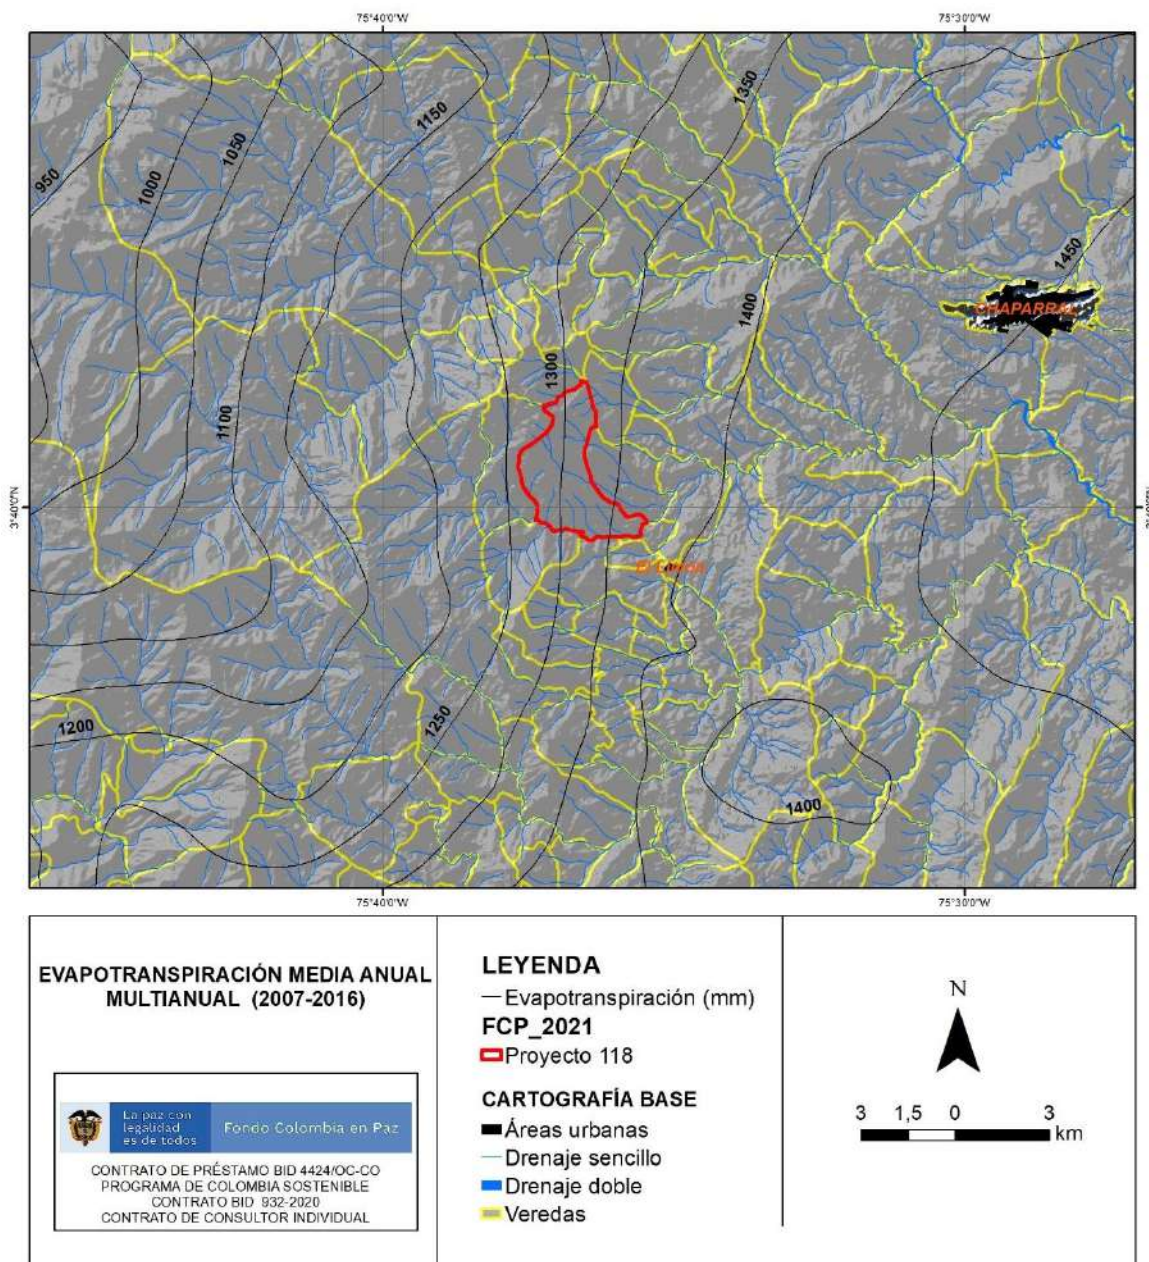 75°40'0"W
75°30'0"W
1350
1150
1050
950
1000
1450
CHAPARRAL
1400
1300
1100
3°40'0"N
1250
1200
1400
75°40'0"W
75°30'0"W
EVAPOTRANSPIRACIÓN MEDIA ANUAL
MULTIANUAL (2007-2016)
La paz con
legalidad
es de todos
Fondo Colombia en Paz
CONTRATO DE PRÉSTAMO BID 4424/OC-CO
PROGRAMA DE COLOMBIA SOSTENIBLE
CONTRATO BID 932-2020
CONTRATO DE CONSULTOR INDIVIDUAL
LEYENDA
Evapotranspiración (mm)
FCP_2021
Proyecto 118
CARTOGRAFÍA BASE
Áreas urbanas
Drenaje sencillo
Drenaje doble
Veredas
N
3 1,5 0 3
km